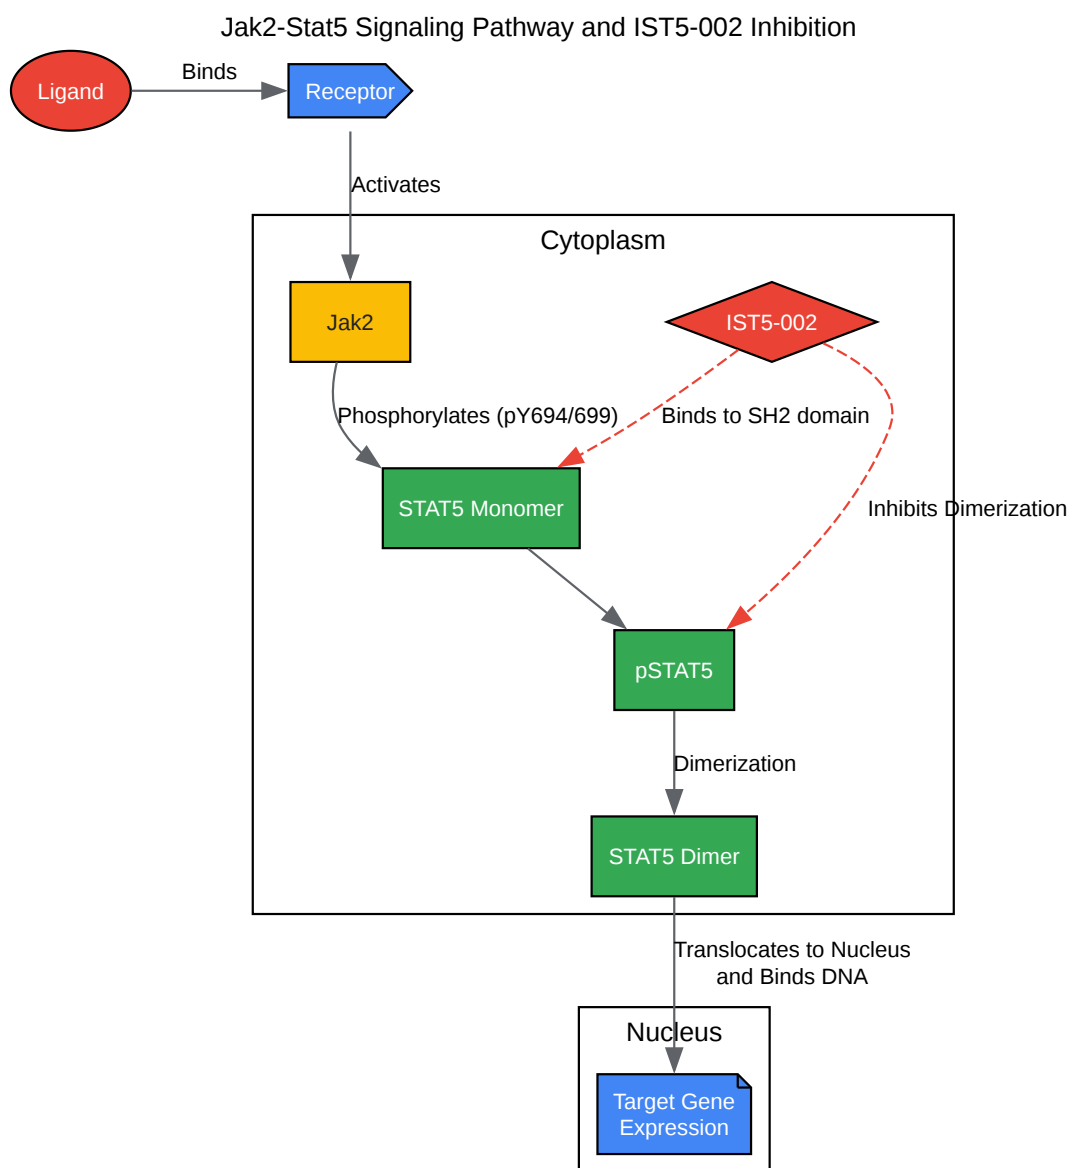 Jak2-Stat5 Signaling Pathway and IST5-002 Inhibition
Ligand
Binds
Receptor
Activates
Cytoplasm
Jak2
IST5-002
Phosphorylates (pY694/699)
Binds to SH2 domain
STAT5 Monomer
Inhibits Dimerization
pSTAT5
Dimerization
STAT5 Dimer
Translocates to Nucleus
and Binds DNA
Nucleus
Target Gene
Expression